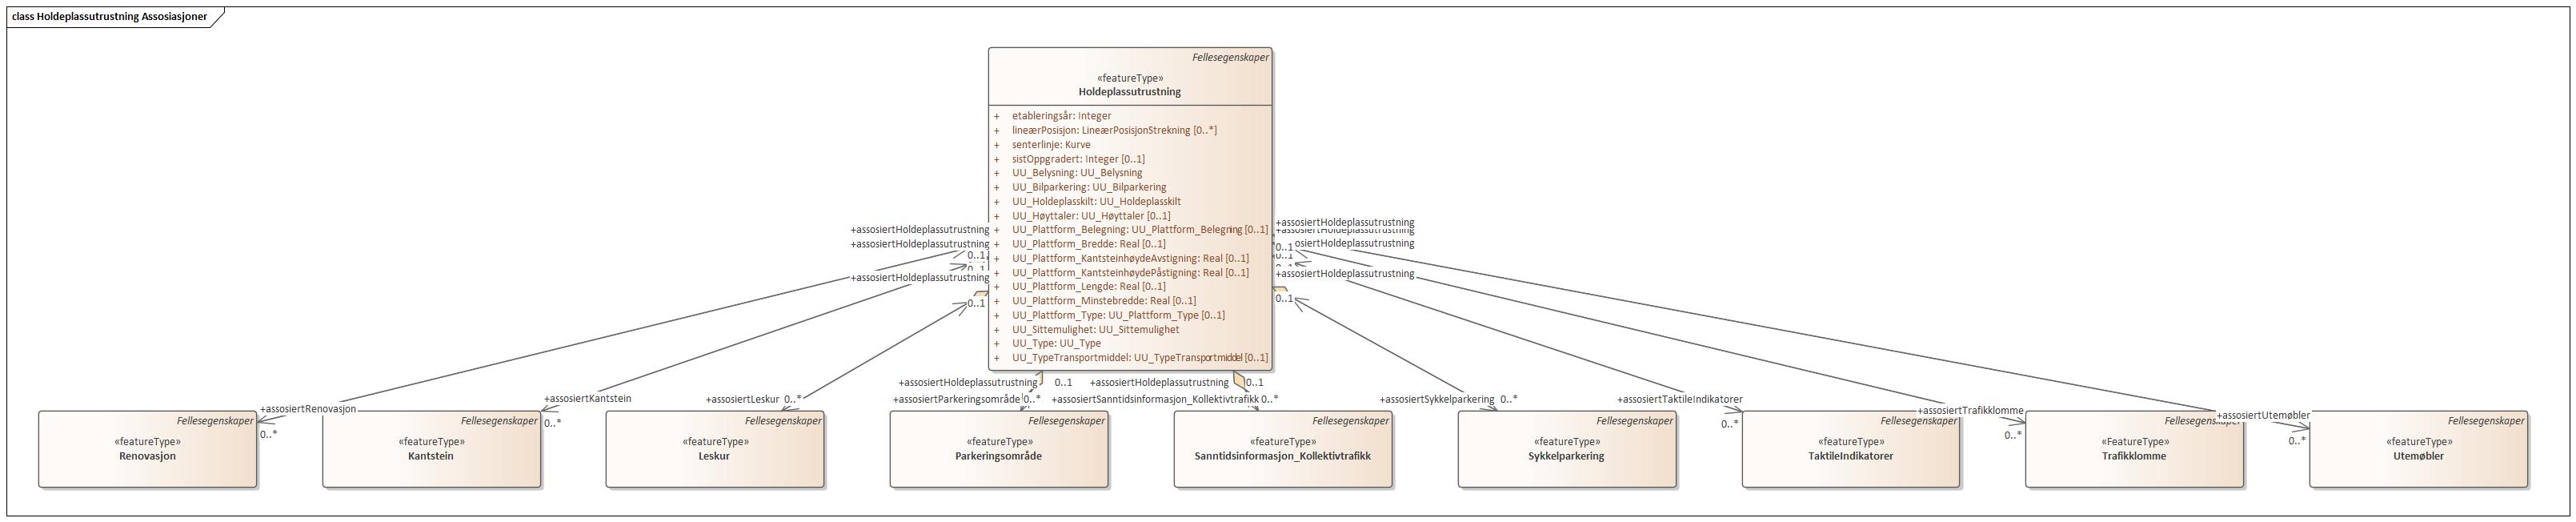 class Holdeplassutrustning Assosiasjoner
Fellesegenskaper
«featureType»
Holdeplassutrustning
+ etableringsår: Integer
+ lineærPosisjon: LineærPosisjonStrekning [0..*]
+ senterlinje: Kurve
+ sistOppgradert: Integer [0..1]
+ UU_Belysning: UU_Belysning
+ UU_Bilparkering: UU_Bilparkering
+ UU_Holdeplasskilt: UU_Holdeplasskilt
+ UU_Høyttaler: UU_Høyttaler [0..1]
+ UU_Plattform_Belegning: UU_Plattform_Belegning [0..1]
+ UU_Plattform_Bredde: Real [0..1]
+ UU_Plattform_KantsteinhøydeAvstigning: Real [0..1]
+ UU_Plattform_KantsteinhøydePåstigning: Real [0..1]
+ UU_Plattform_Lengde: Real [0..1]
+ UU_Plattform_Minstebredde: Real [0..1]
+ UU_Plattform_Type: UU_Plattform_Type [0..1]
+ UU_Sittemulighet: UU_Sittemulighet
+ UU_Type: UU_Type
+ UU_TypeTransportmiddel: UU_TypeTransportmiddel [0..1]
+assosiertHoldeplassutrustning
+assosiertHoldeplassutrustning
0..1
0..1
+assosiertHoldeplassutrustning
0..1
+assosiertHoldeplassutrustning
+assosiertHoldeplassutrustning
osiertHoldeplassutrustning
0..1
0..1
+assosiertHoldeplassutrustning
0..1
+assosiertHoldeplassutrustning 0..1
+assosiertHoldeplassutrustning 0..1
+assosiertRenovasjon
0..*
+assosiertKantstein
0..*
+assosiertLeskur 0..*
+assosiertParkeringsområde 0..*
+assosiertSanntidsinformasjon_Kollektivtrafikk 0..*
+assosiertSykkelparkering 0..*
+assosiertTaktileIndikatorer
0..*
+assosiertTrafikklomme
0..*
+assosiertUtemøbler
0..*
Fellesegenskaper
«featureType»
Renovasjon
Fellesegenskaper
«featureType»
Kantstein
Fellesegenskaper
«featureType»
Leskur
Fellesegenskaper
«featureType»
Parkeringsområde
Fellesegenskaper
«featureType»
Sanntidsinformasjon_Kollektivtrafikk
Fellesegenskaper
«featureType»
Sykkelparkering
Fellesegenskaper
«featureType»
TaktileIndikatorer
Fellesegenskaper
«FeatureType»
Trafikklomme
Fellesegenskaper
«featureType»
Utemøbler